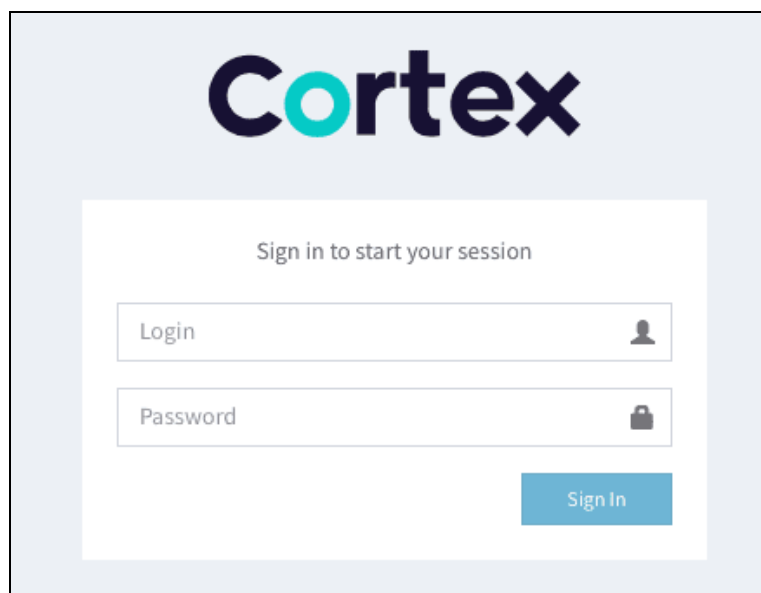 Cortex
Sign in to start your session
Login
Password
Sign In